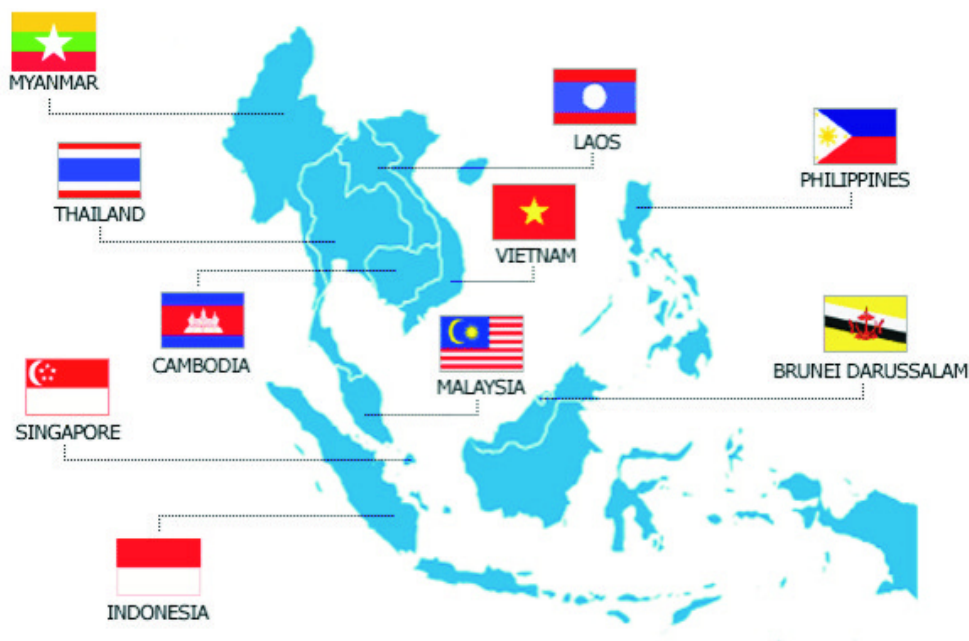 MYANMAR
LAOS
PHILIPPINES
THAILAND
VIETNAM
CAMBODIA
MALAYSIA
BRUNEI DARUSSALAM
SINGAPORE
INDONESIA